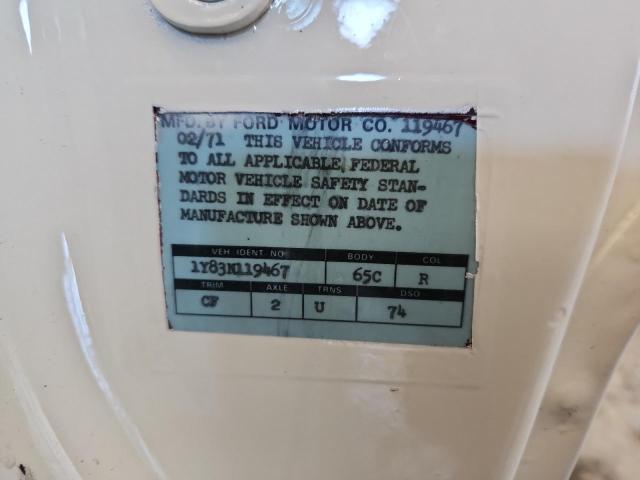 MFD. BY FORD MOTOR CO. 119467
02/71 THIS VEHICLE CONFORMS
TO ALL APPLICABLE FEDERAL
MOTOR VEHICLE SAFETY STAN-
DARDS IN EFFECT ON DATE OF
MANUFACTURE SHOWN ABOVE.
VEH IDENT NO BODY COL
1Y83N119467 65C R
TRIM AXLE TRNS DSO
CF 2 U 74